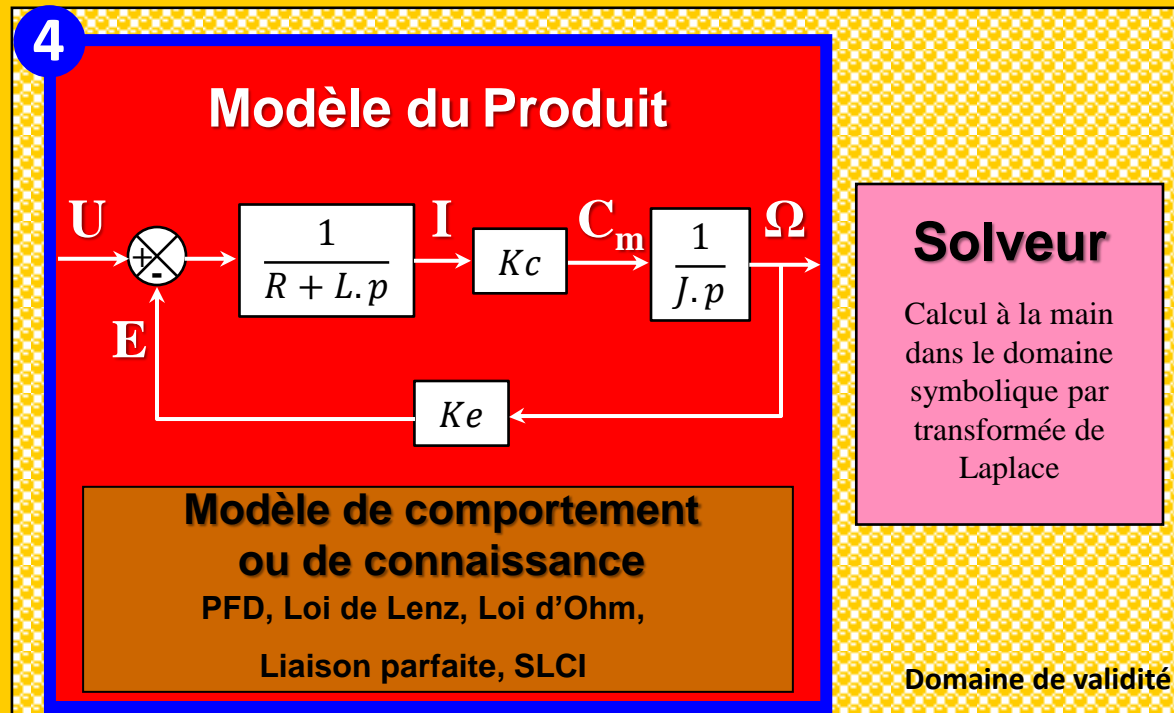 4
Modèle du Produit
U
+
-
1
R + L. p
I
Kc
Cm
1
J. p
Ω
E
Ke
Modèle de comportement
ou de connaissance
PFD, Loi de Lenz, Loi d'Ohm,
Liaison parfaite, SLCI
Solveur
Calcul à la main
dans le domaine
symbolique par
transformée de
Laplace
Domaine de validité